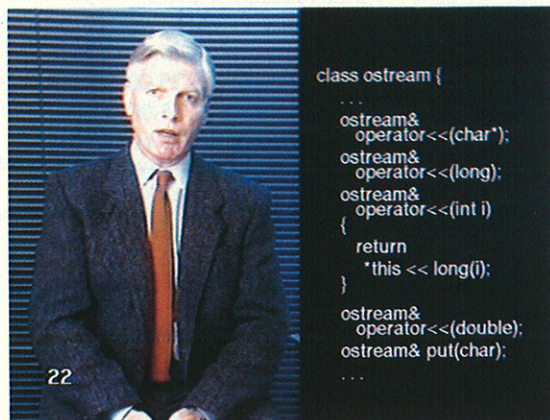 class ostream {
. . .
ostream&
operator<<(char*);
ostream&
operator<<(long);
ostream&
operator<<(int i)
{
return
*this << long(i);
}
ostream&
operator<<(double);
ostream& put(char);
. . .
22